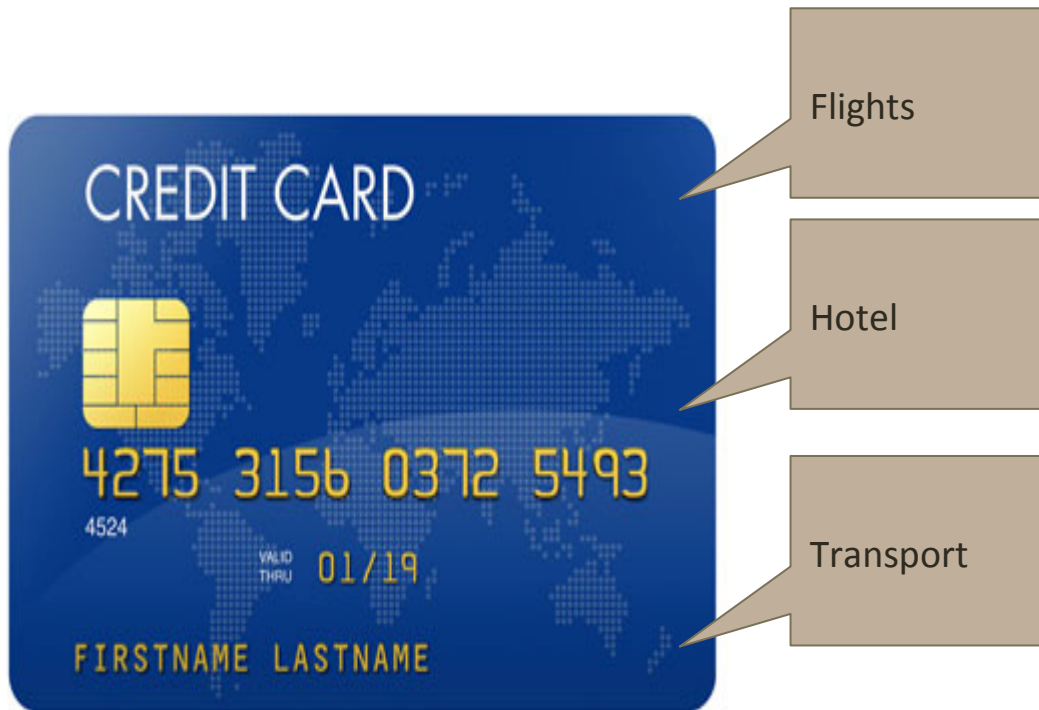 Flights
CREDIT CARD
Hotel
4275 3156 0372 5493
4524
VALID
THRU 01/19
Transport
FIRSTNAME LASTNAME